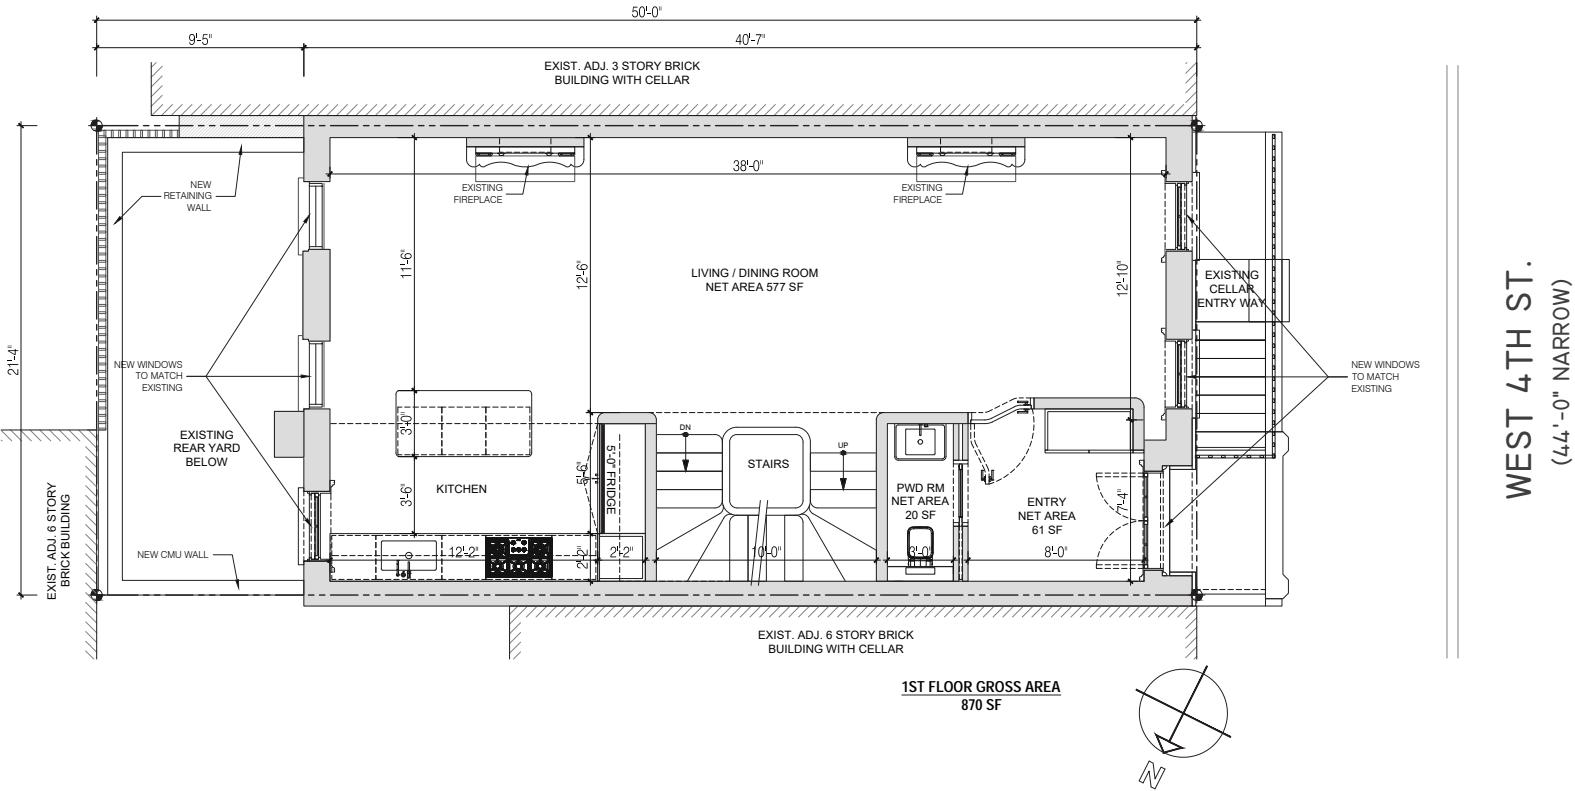 50'-0"
9'-5"
40'-7"
EXIST. ADJ. 3 STORY BRICK
BUILDING WITH CELLAR
38'-0"
EXISTING
FIREPLACE
EXISTING
FIREPLACE
NEW
RETAINING
WALL
21'-4"
11'-6"
12'-6"
12'-10"
LIVING / DINING ROOM
NET AREA 577 SF
EXISTING
CELLAR
ENTRY WAY
NEW WINDOWS
TO MATCH
EXISTING
NEW WINDOWS
TO MATCH
EXISTING
WEST 4TH ST.
(44'-0" NARROW)
EXISTING
REAR YARD
BELOW
3'-0"
3'-6"
KITCHEN
5'-6"
5'-0" FRIDGE
DN
STAIRS
UP
PWD RM
NET AREA
20 SF
ENTRY
NET AREA
61 SF
7'-4"
EXIST. ADJ. 6 STORY
BRICK BUILDING
NEW CMU WALL
12'-2"
2'-2"
2'-2"
10'-0"
3'-0"
8'-0"
EXIST. ADJ. 6 STORY BRICK
BUILDING WITH CELLAR
1ST FLOOR GROSS AREA
870 SF
N